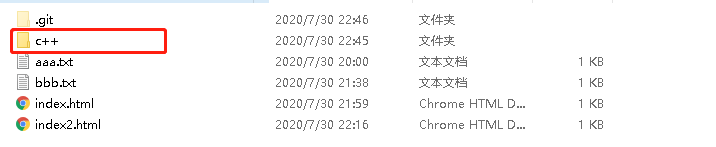 .git 2020/7/30 22:46 文件夹
c++ 2020/7/30 22:45 文件夹
aaa.txt 2020/7/30 20:00 文本文档 1 KB
bbb.txt 2020/7/30 21:38 文本文档 1 KB
index.html 2020/7/30 21:59 Chrome HTML D... 1 KB
index2.html 2020/7/30 22:16 Chrome HTML D... 1 KB